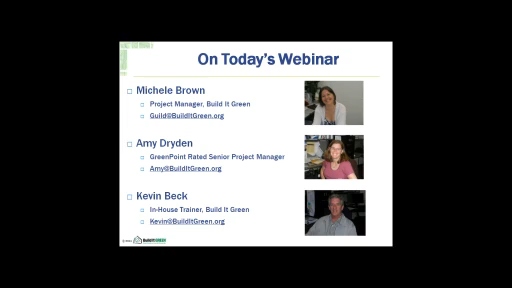 On Today's Webinar
Michele Brown
Project Manager, Build It Green
Guild@BuildItGreen.org
Amy Dryden
GreenPoint Rated Senior Project Manager
Amy@BuildItGreen.org
Kevin Beck
In-House Trainer, Build It Green
Kevin@BuildItGreen.org
BuildItGREEN